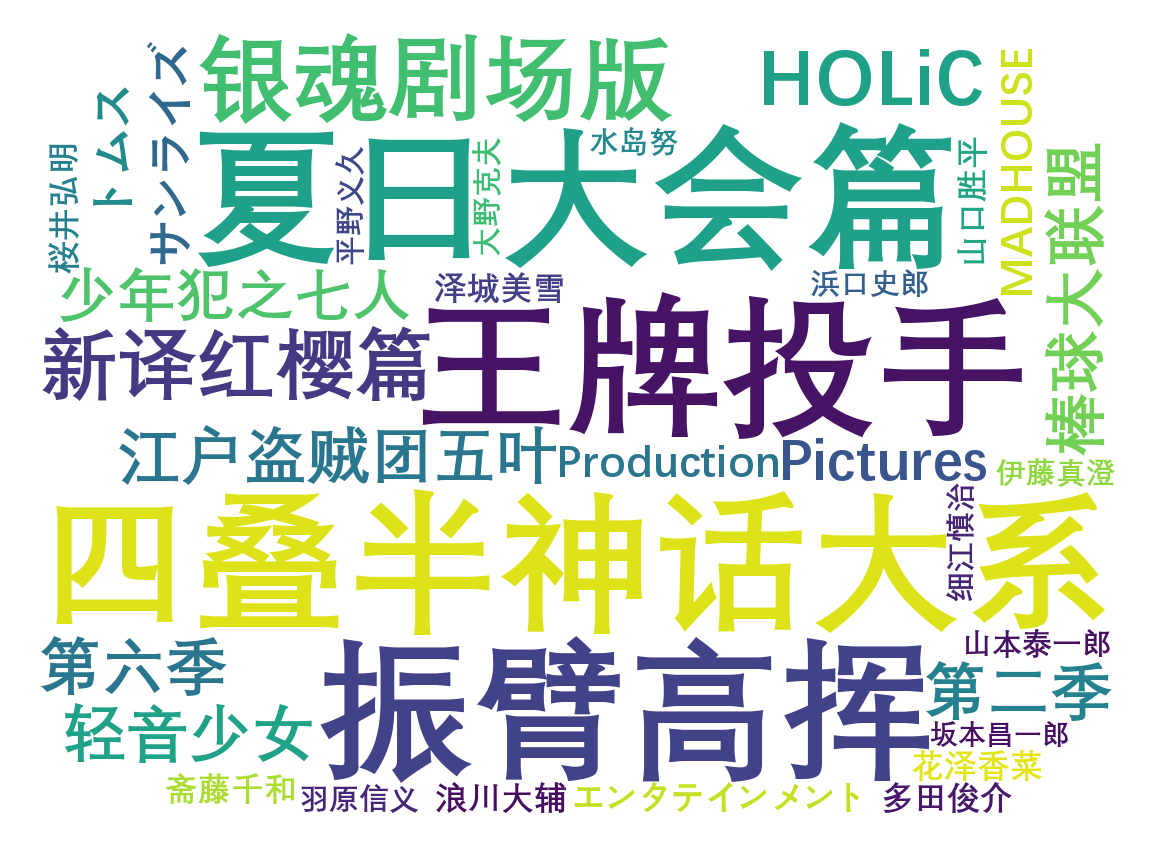 银魂剧场版
HOLiC
MADHOUSE
トムス
サンライズ
桜井弘明
夏日大会篇
平野义久
大野克夫
水岛努
山口胜平
棒球大联盟
少年犯之七人
泽城美雪
浜口史郎
新译红樱篇
王牌投手
江户盗贼团五叶
Production
Pictures
伊藤真澄
四叠半神话大系
细江慎治
第六季
振臂高挥
山本泰一郎
第二季
轻音少女
坂本昌一郎
花泽香菜
斋藤千和
羽原信义
浪川大辅
エンタテインメント
多田俊介